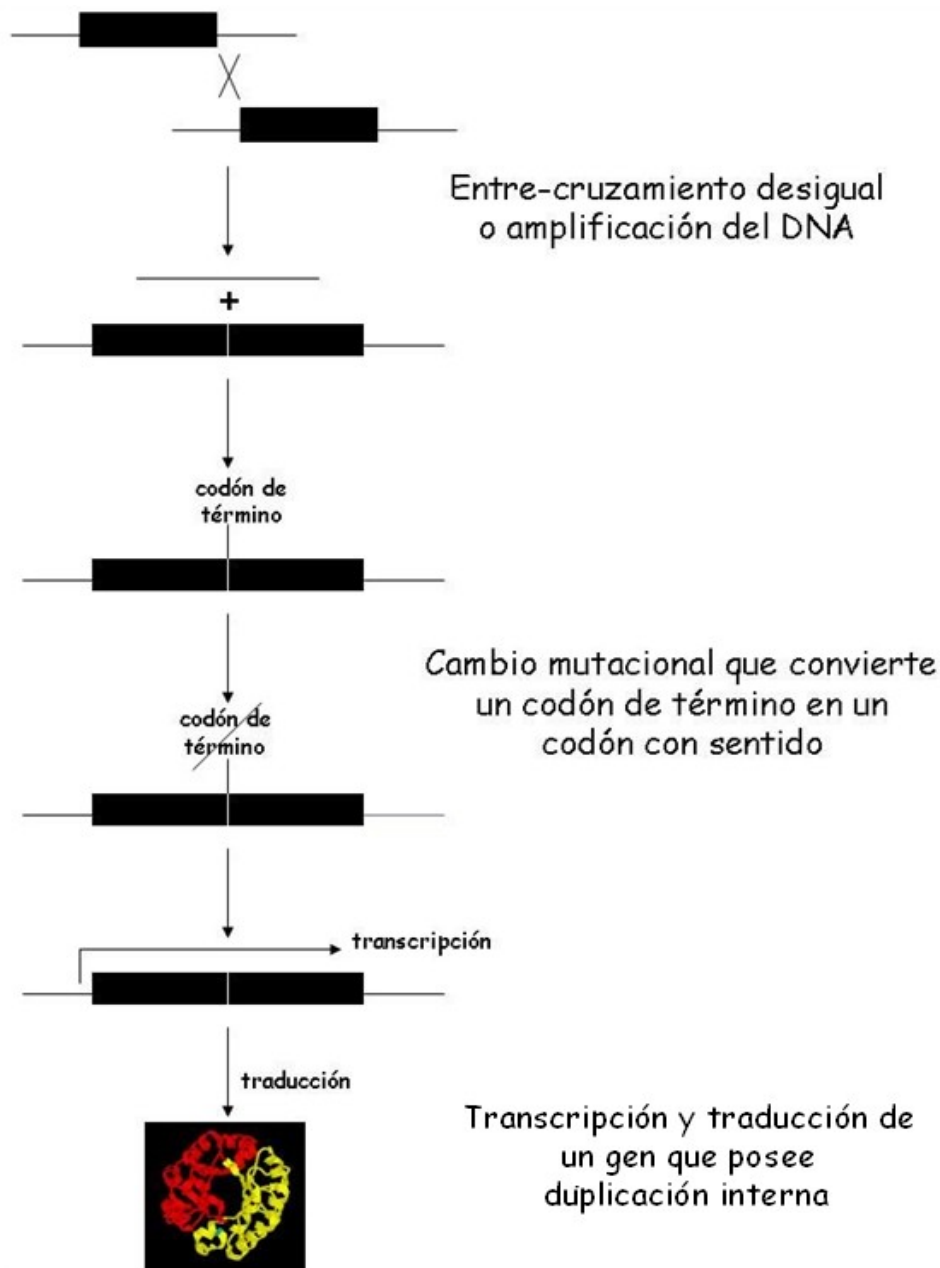 Entre-cruzamiento desigual
o amplificación del DNA
+
codón de
término
Cambio mutacional que convierte
un codón de término en un
codón con sentido
codón de
término
transcripción
traducción
Transcripción y traducción de
un gen que posee
duplicación interna